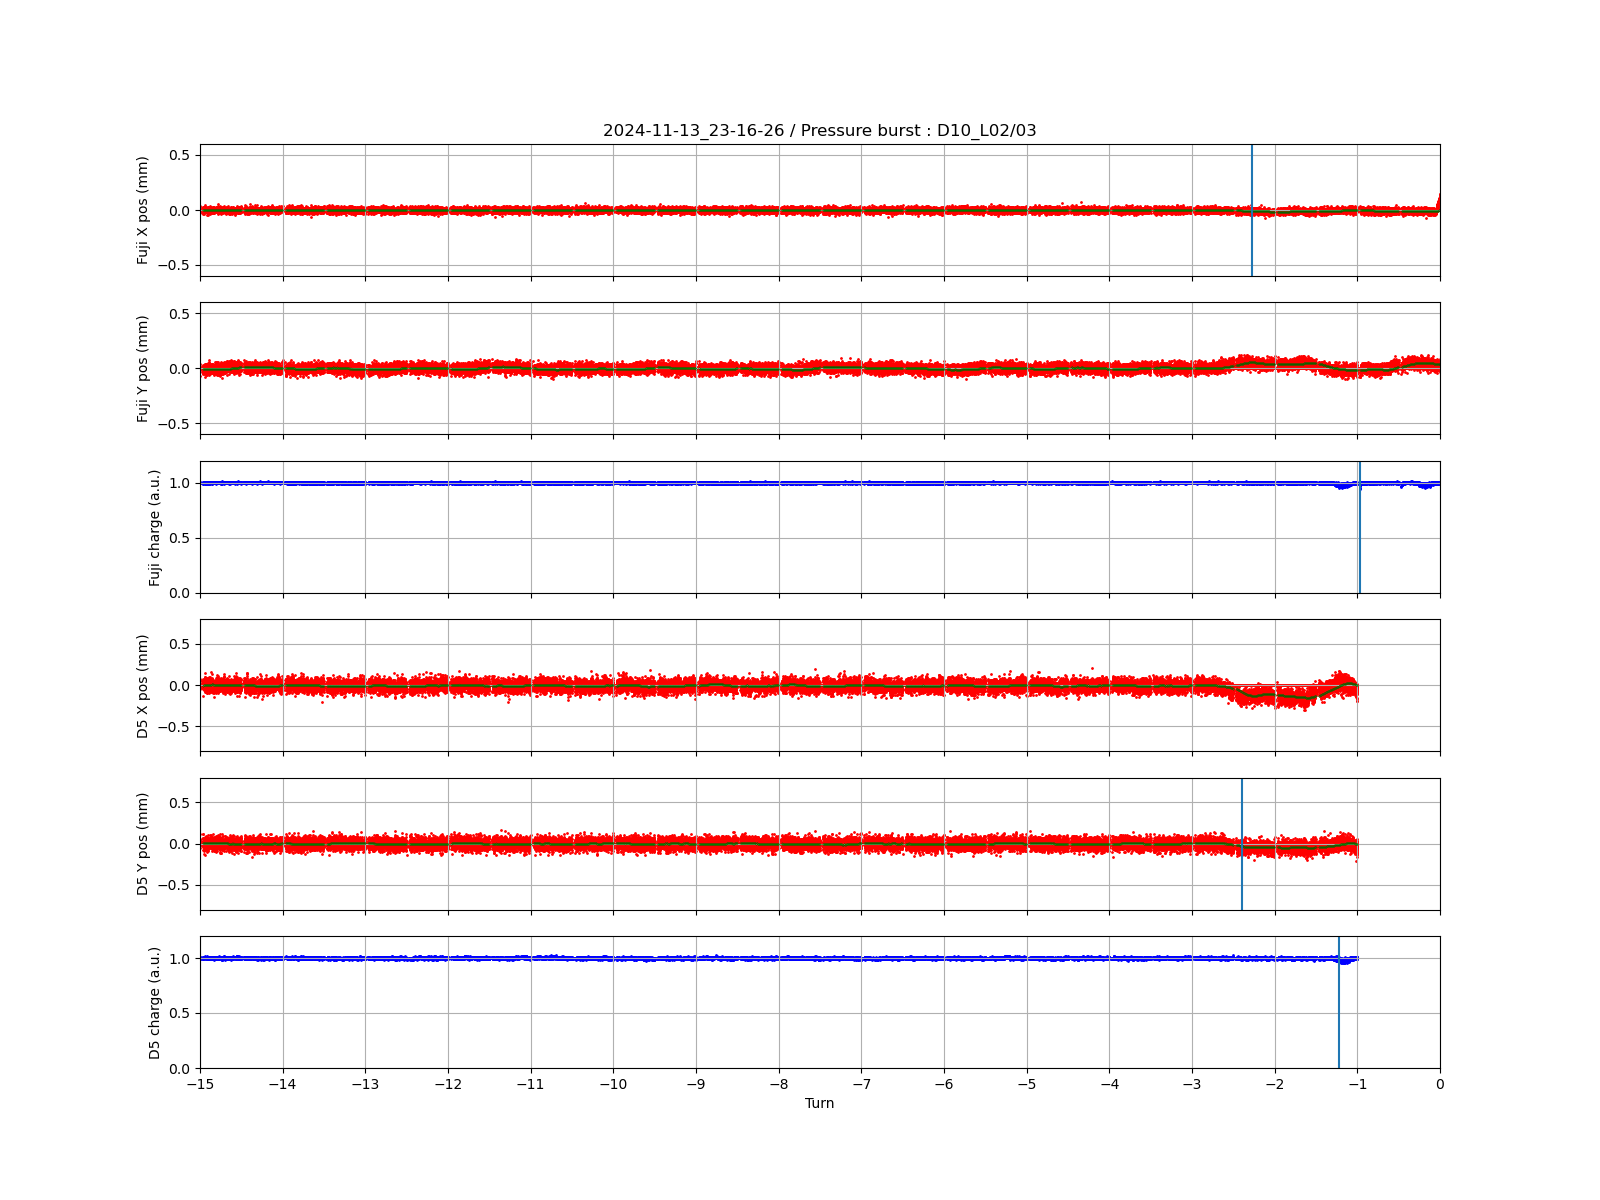 2024-11-13_23-16-26 / Pressure burst : D10_L02/03
Fuji X pos (mm)
0.5
0.0
−0.5
Fuji Y pos (mm)
0.5
0.0
−0.5
Fuji charge (a.u.)
1.0
0.5
0.0
D5 X pos (mm)
0.5
0.0
−0.5
D5 Y pos (mm)
0.5
0.0
−0.5
D5 charge (a.u.)
1.0
0.5
0.0
−15 −14 −13 −12 −11 −10 −9 −8 −7 −6 −5 −4 −3 −2 −1 0
Turn